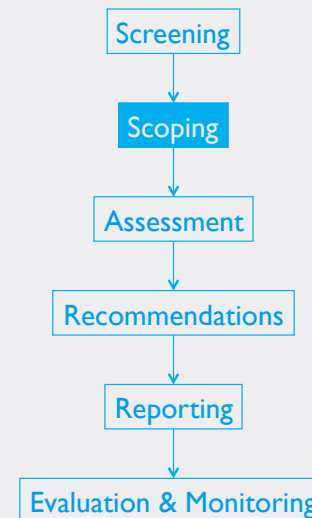 Screening
Scoping
Assessment
Recommendations
Reporting
Evaluation & Monitoring